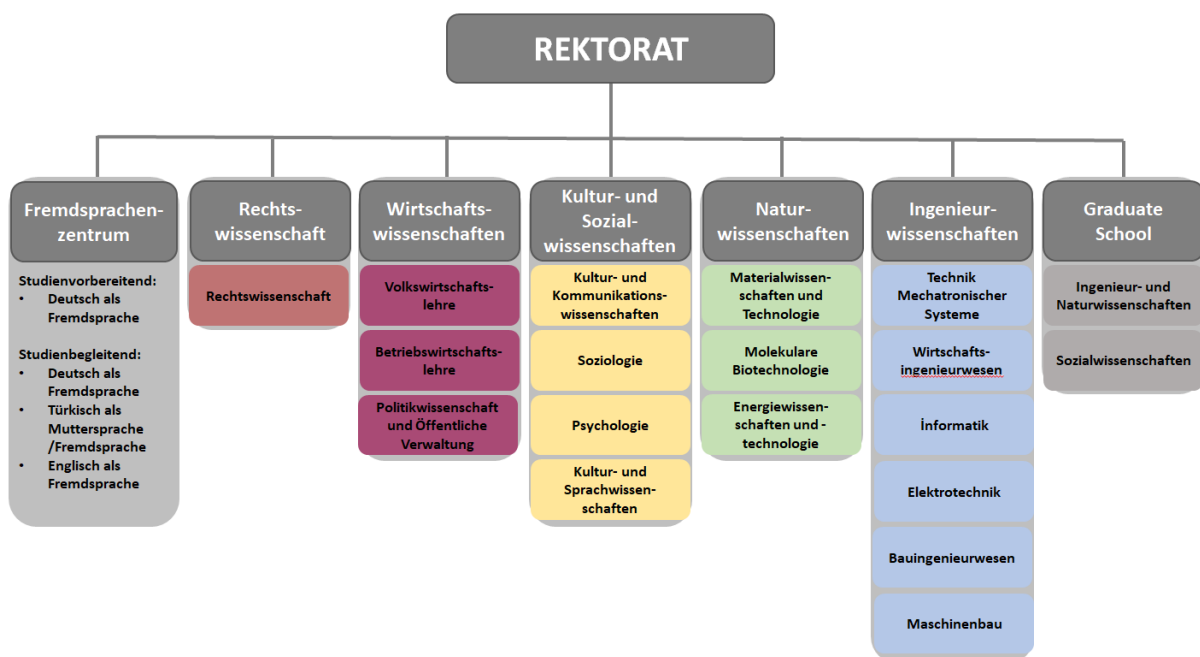 REKTORAT
Fremdsprachen-
zentrum
Studienvorbereitend:
• Deutsch als
Fremdsprache
Studienbegleitend:
• Deutsch als
Fremdsprache
• Türkisch als
Muttersprache
/Fremdsprache
• Englisch als
Fremdsprache
Rechts-
wissenschaft
Rechtswissenschaft
Wirtschafts-
wissenschaften
Volkswirtschafts-
lehre
Betriebswirtschafts-
lehre
Politikwissenschaft
und Öffentliche
Verwaltung
Kultur- und
Sozial-
wissenschaften
Kultur- und
Kommunikations-
wissenschaften
Soziologie
Psychologie
Kultur- und
Sprachwissen-
schaften
Natur-
wissenschaften
Materialwissen-
schaften und
Technologie
Molekulare
Biotechnologie
Energiewissen-
schaften und -
technologie
Ingenieur-
wissenschaften
Technik
Mechatronischer
Systeme
Wirtschafts-
ingenieurwesen
İnformatik
Elektrotechnik
Bauingenieurwesen
Maschinenbau
Graduate
School
Ingenieur- und
Naturwissenschaften
Sozialwissenschaften